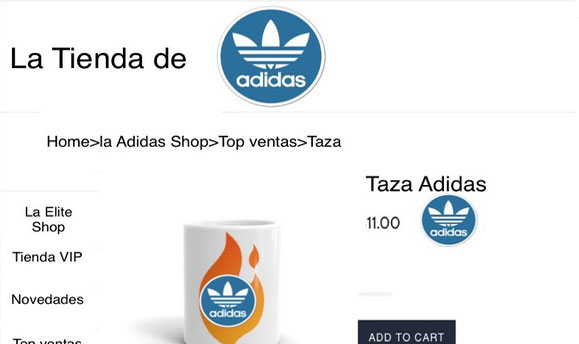 La Tienda de
adidas
Home>la Adidas Shop>Top ventas>Taza
Taza Adidas
11.00
adidas
La Elite
Shop
Tienda VIP
Novedades
Top ventas
adidas
ADD TO CART